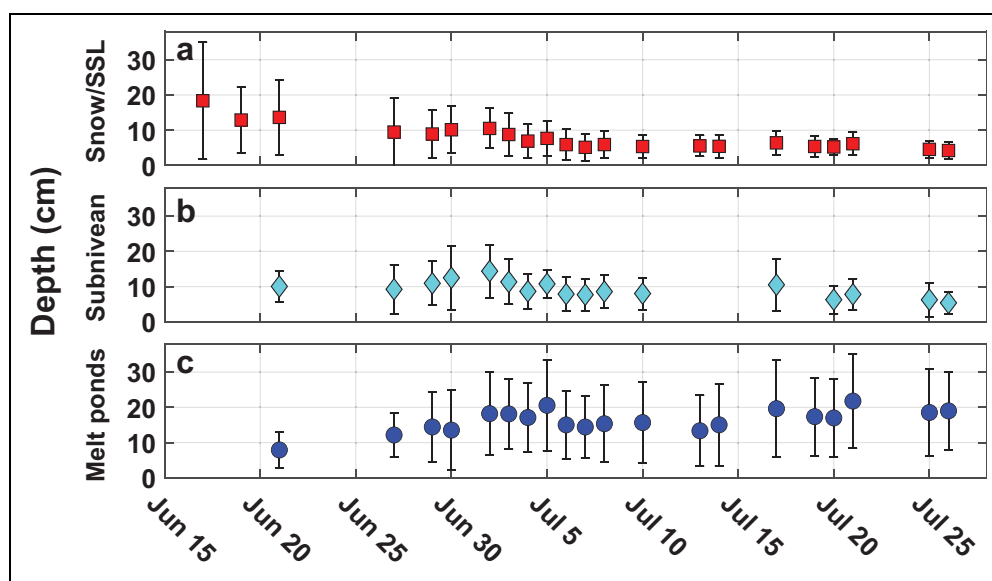 Depth (cm)
Snow/SSL
a
30
20
10
0
Subnivean
b
30
20
10
0
Melt ponds
c
30
20
10
0
Jun 15
Jun 20
Jun 25
Jun 30
Jul 5
Jul 10
Jul 15
Jul 20
Jul 25